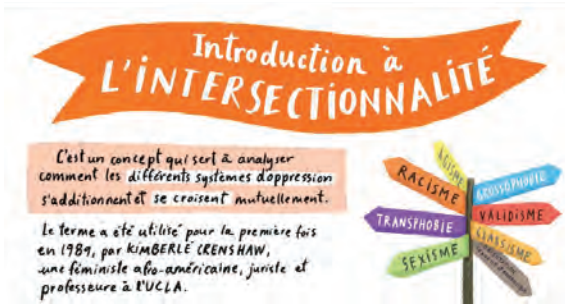 Introduction à
L'INTERSECTIONNALITÉ
C'est un concept qui sert à analyser
comment les différents systèmes d'oppression
s'additionnent et se croisent mutuellement.
Le terme a été utilisé pour la première fois
en 1989, par KIMBERLÉ CRENSHAW,
une féministe afro-américaine, juriste et
professeure à l'UCLA.
ÂGISME
RACISME
GROSSOPHOBIE
TRANSPHOBIE
VALIDISME
CLASSISME
SEXISME